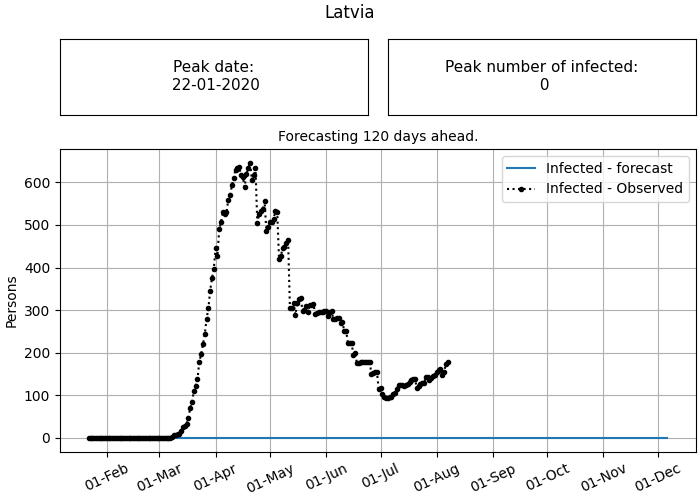 Latvia
Peak date:
22-01-2020
Peak number of infected:
0
Forecasting 120 days ahead.
Infected - forecast
Infected - Observed
Persons
600
500
400
300
200
100
0
01-Feb
01-Mar
01-Apr
01-May
01-Jun
01-Jul
01-Aug
01-Sep
01-Oct
01-Nov
01-Dec